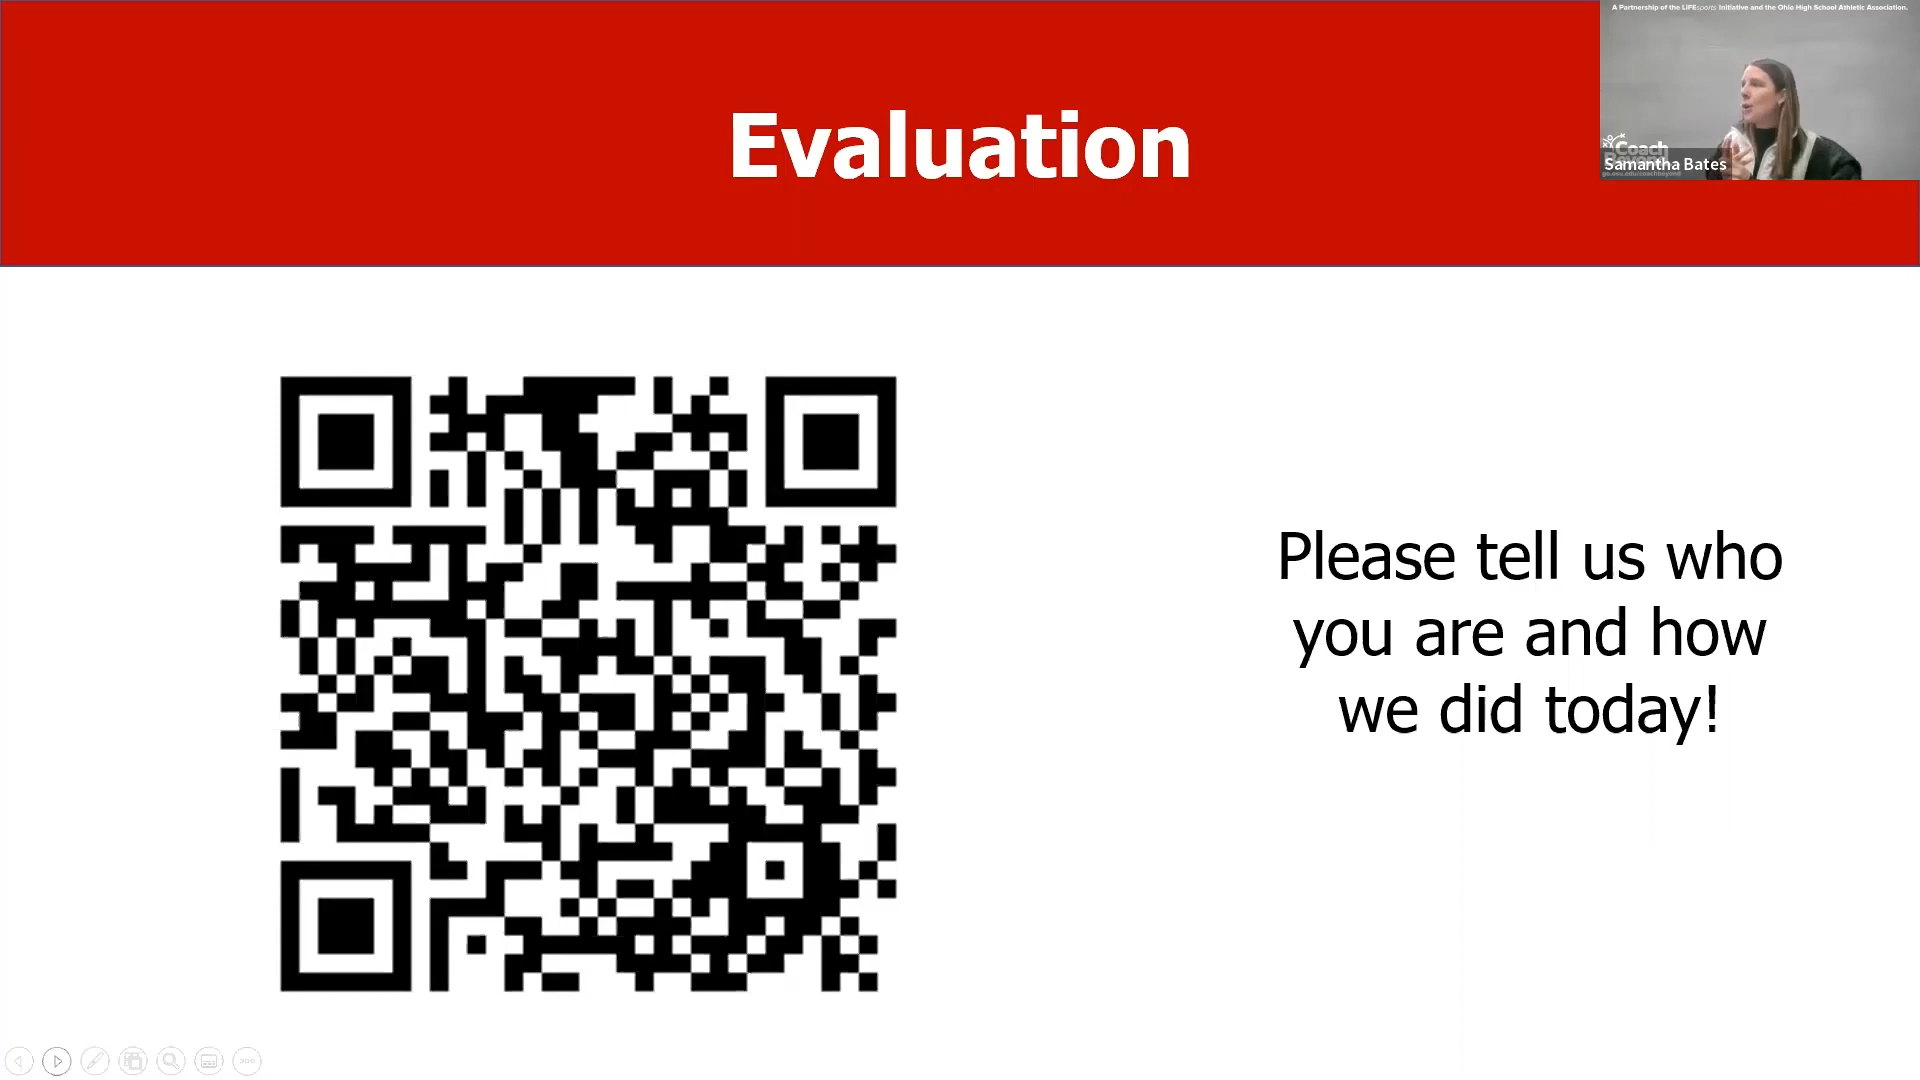 A Partnership of the LiFEsports Initiative and the Ohio High School Athletic Association.
Evaluation
Coach
Beyond
Samantha Bates
go.osu.edu/coachbeyond
Please tell us who
you are and how
we did today!